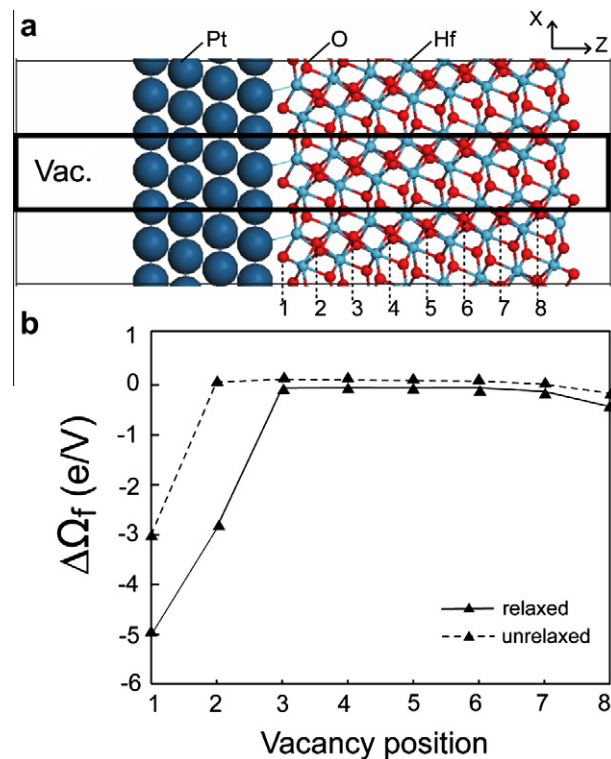 a
X
Z
Pt
O
Hf
Vac.
1 2 3 4 5 6 7 8
b
1
0
-1
-2
-3
-4
-5
-6
ΔΩf (e/V)
relaxed
unrelaxed
1 2 3 4 5 6 7 8
Vacancy position